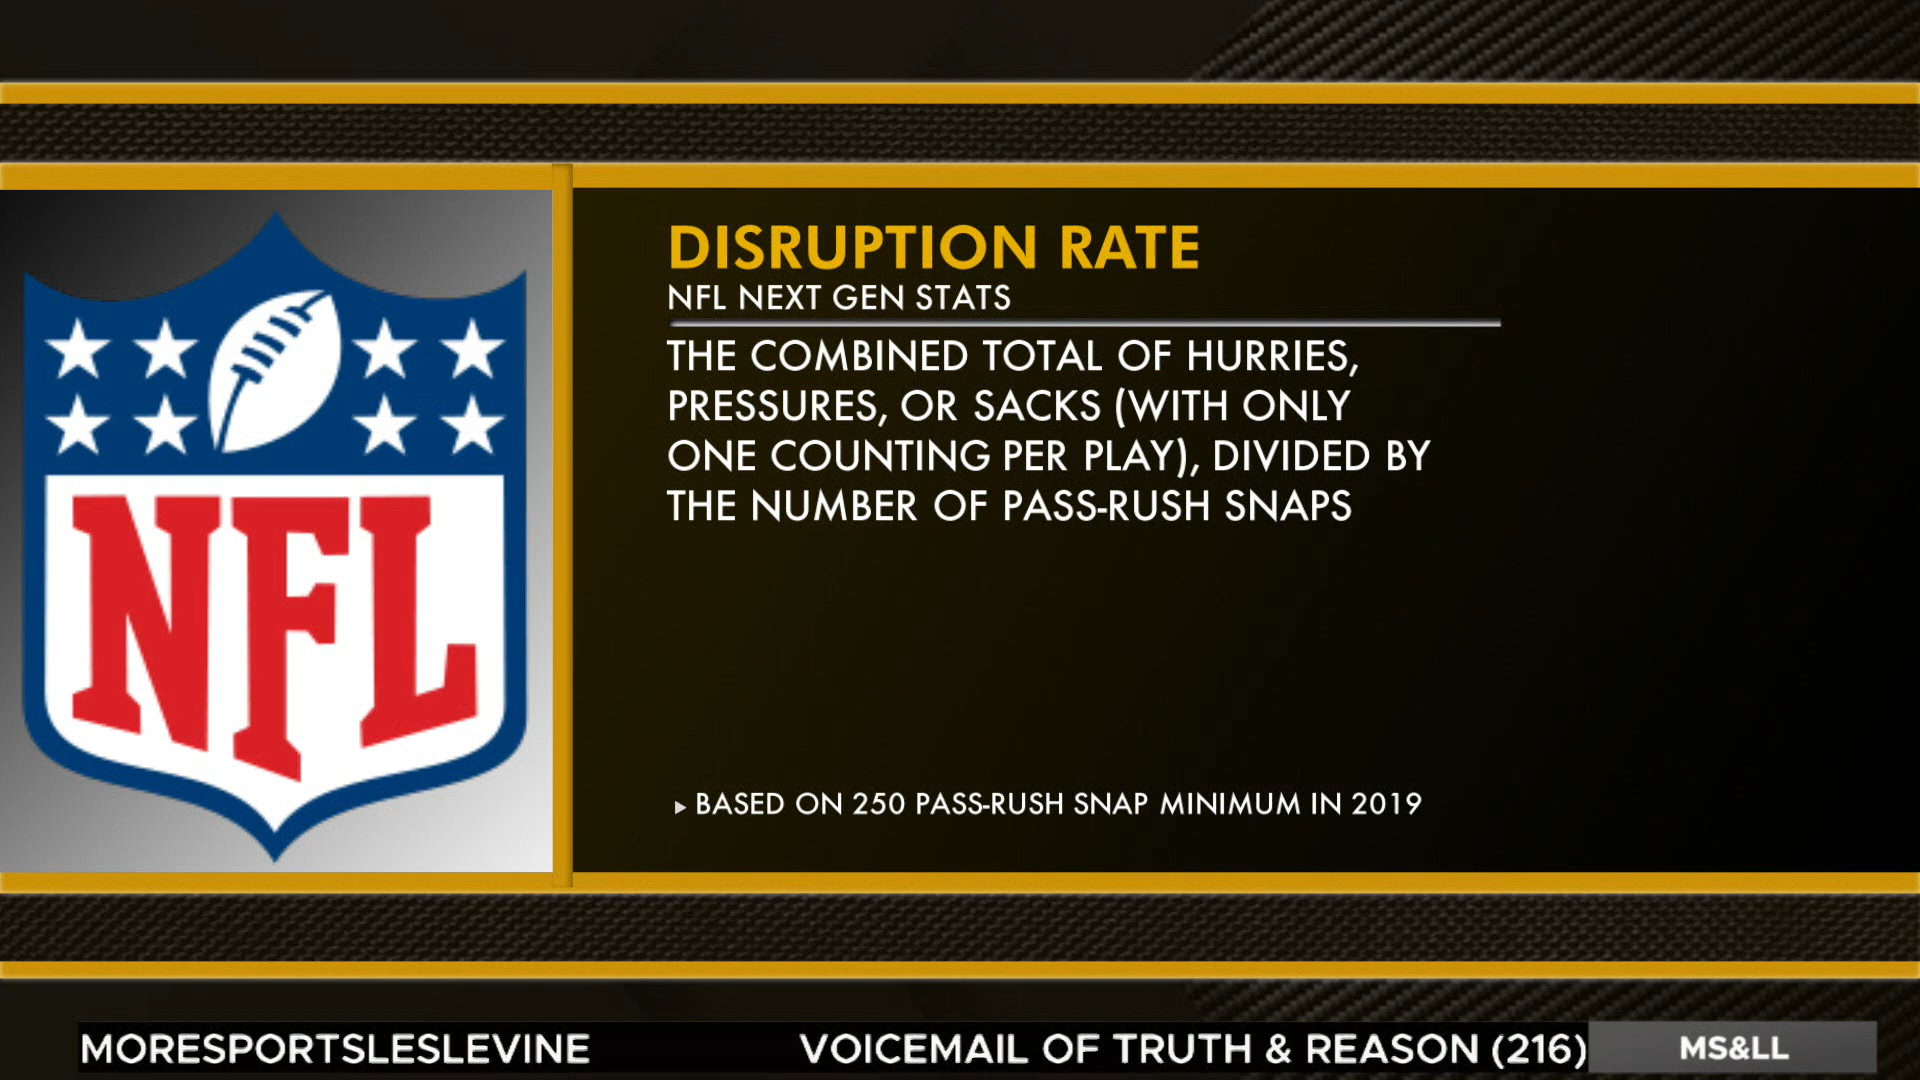 DISRUPTION RATE
NFL NEXT GEN STATS
THE COMBINED TOTAL OF HURRIES,
PRESSURES, OR SACKS (WITH ONLY
ONE COUNTING PER PLAY), DIVIDED BY
THE NUMBER OF PASS-RUSH SNAPS
NFL
▸ BASED ON 250 PASS-RUSH SNAP MINIMUM IN 2019
MORESPORTSLESLEVINE VOICEMAIL OF TRUTH & REASON (216) MS&LL